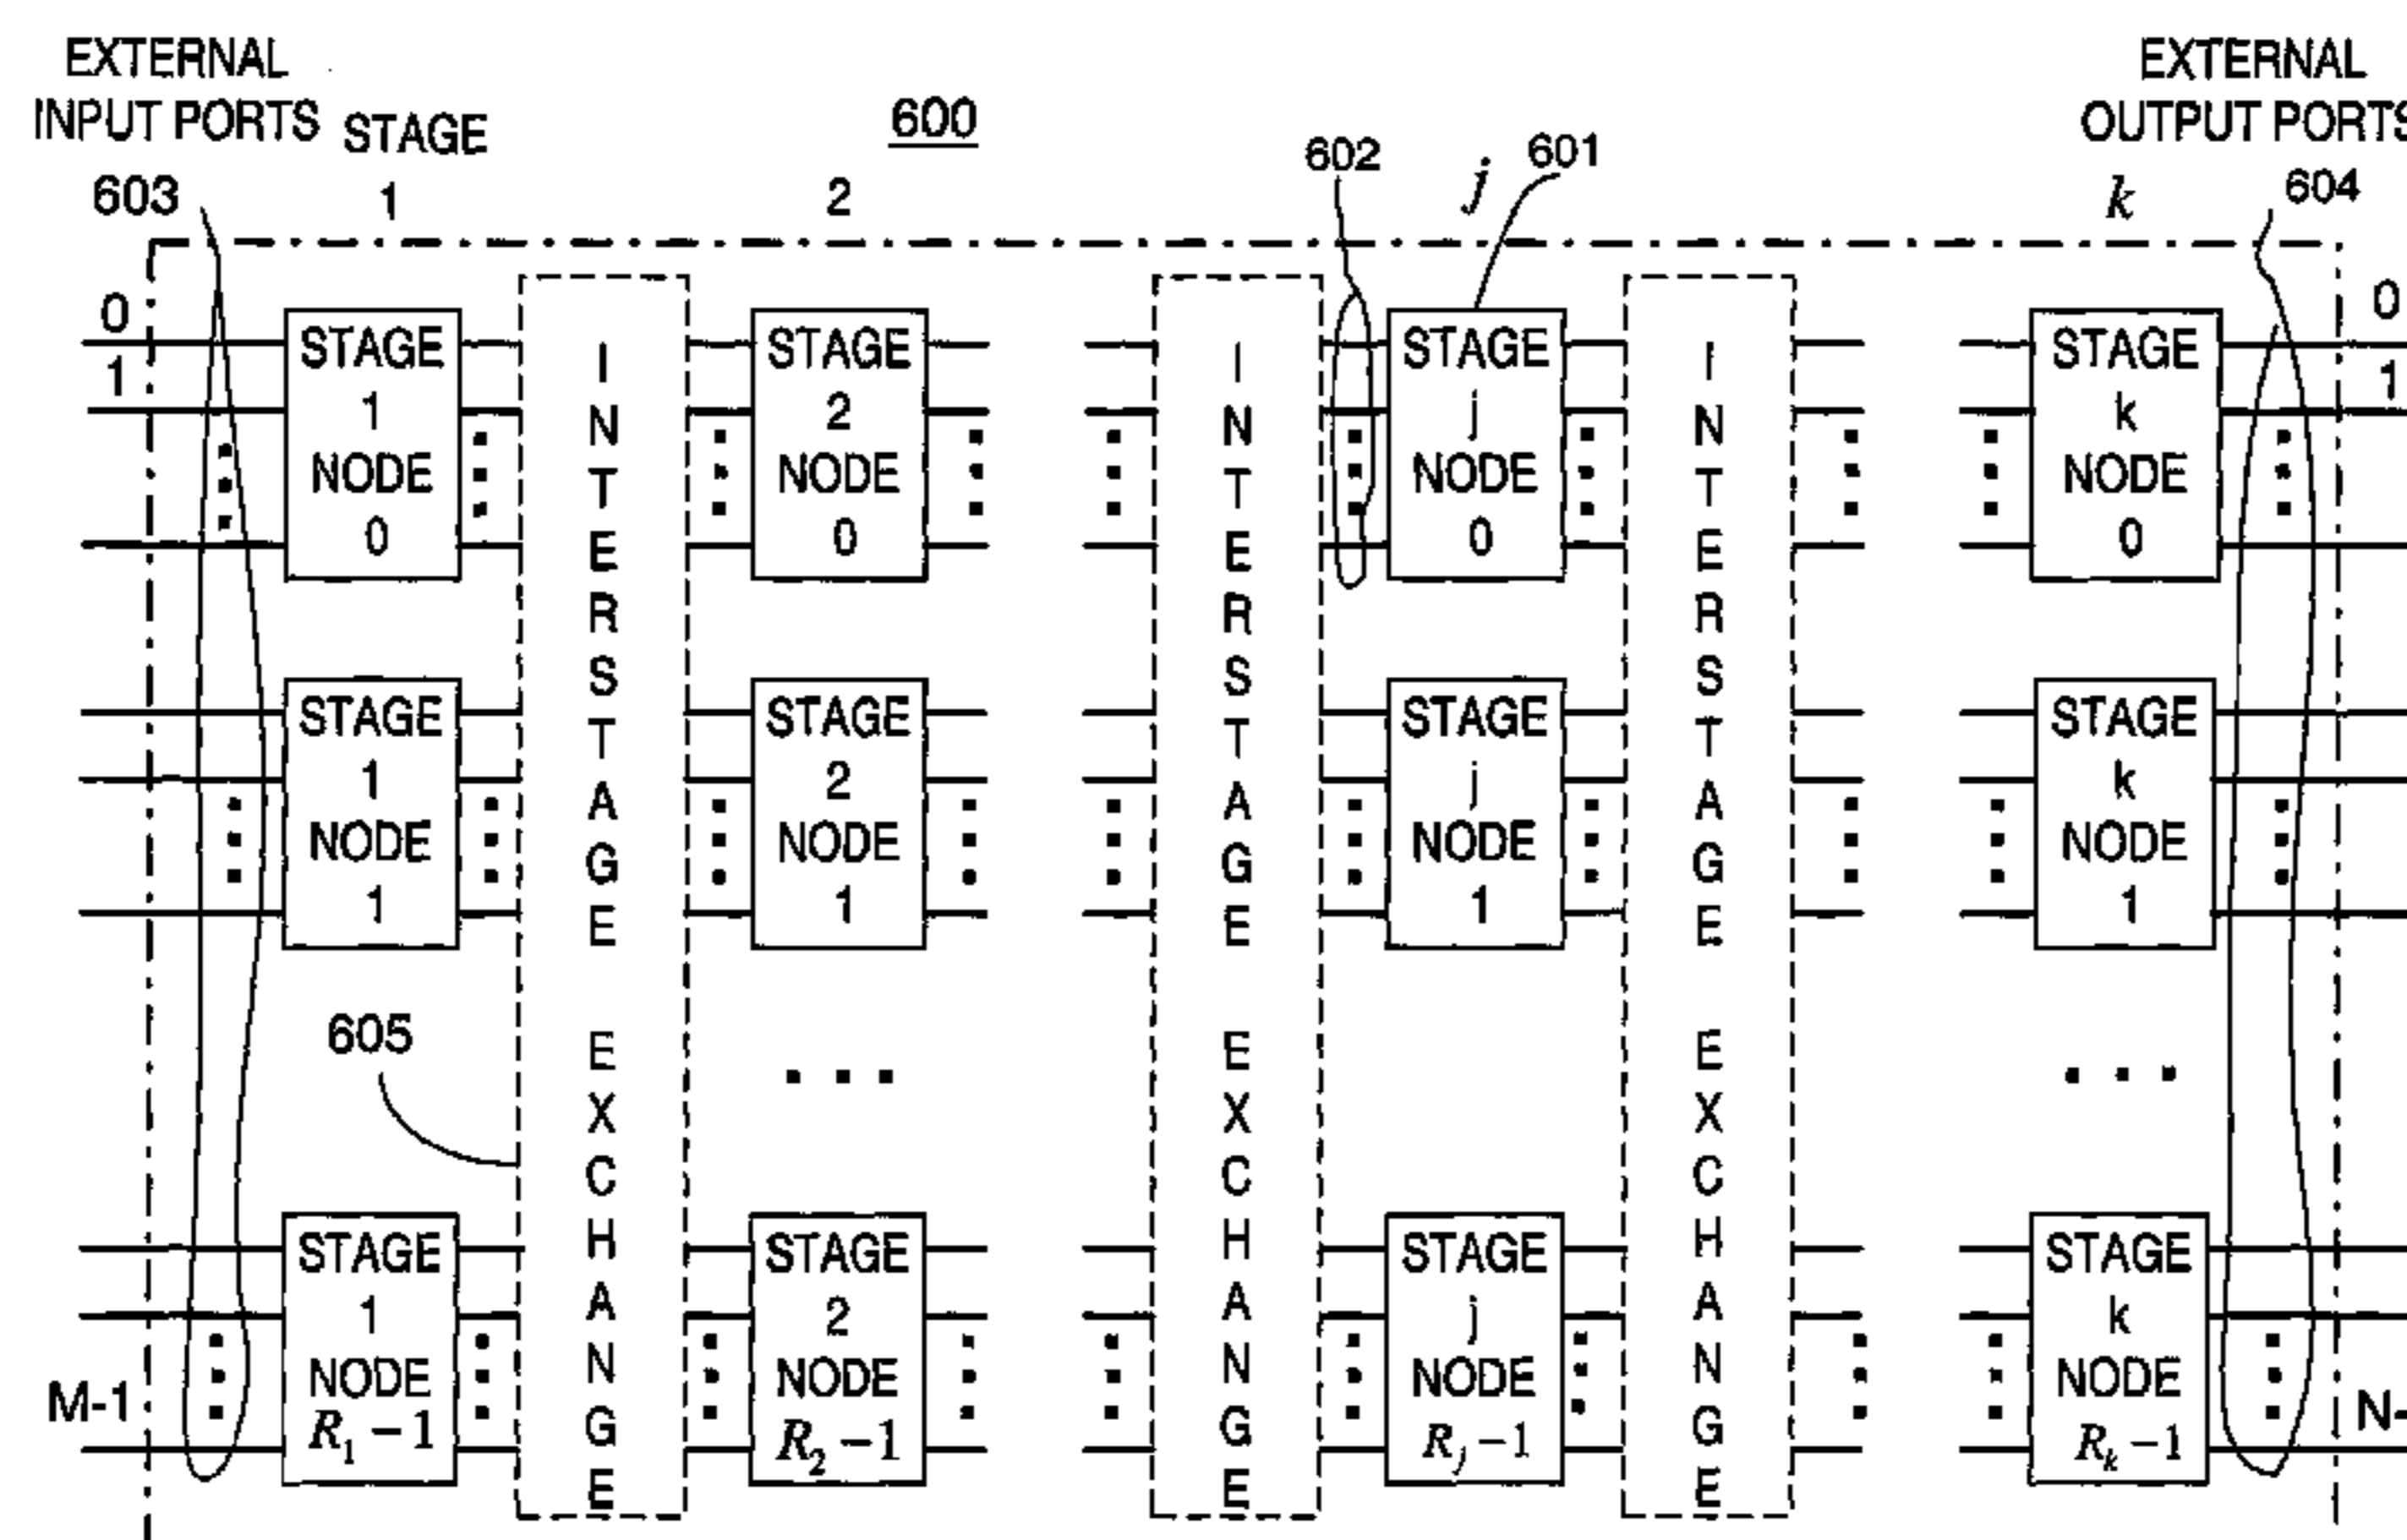 EXTERNAL
INPUT PORTS
STAGE
600
EXTERNAL
OUTPUT PORTS
603
1
2
602
j
601
k
604
0
1
M-1
STAGE
1
NODE
0
STAGE
1
NODE
1
605
STAGE
1
NODE
R₁ −1
INTERSTAGE EXCHANGE
STAGE
2
NODE
0
STAGE
2
NODE
1
. . .
STAGE
2
NODE
R₂ −1
INTERSTAGE EXCHANGE
STAGE
j
NODE
0
STAGE
j
NODE
1
STAGE
j
NODE
Rⱼ −1
INTERSTAGE EXCHANGE
STAGE
k
NODE
0
STAGE
k
NODE
1
. . .
STAGE
k
NODE
Rₖ −1
0
1
N-